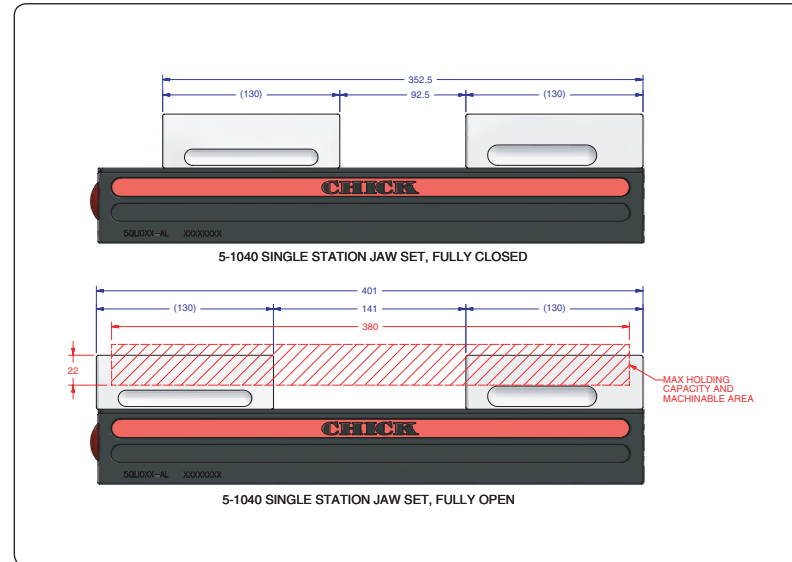 352.5
(130)
92.5
(130)
CHICK
5QUOXX-AL XXXXXXXX
5-1040 SINGLE STATION JAW SET, FULLY CLOSED
401
(130)
141
(130)
380
22
MAX HOLDING
CAPACITY AND
MACHINABLE AREA
CHICK
5QUOXX-AL XXXXXXXX
5-1040 SINGLE STATION JAW SET, FULLY OPEN